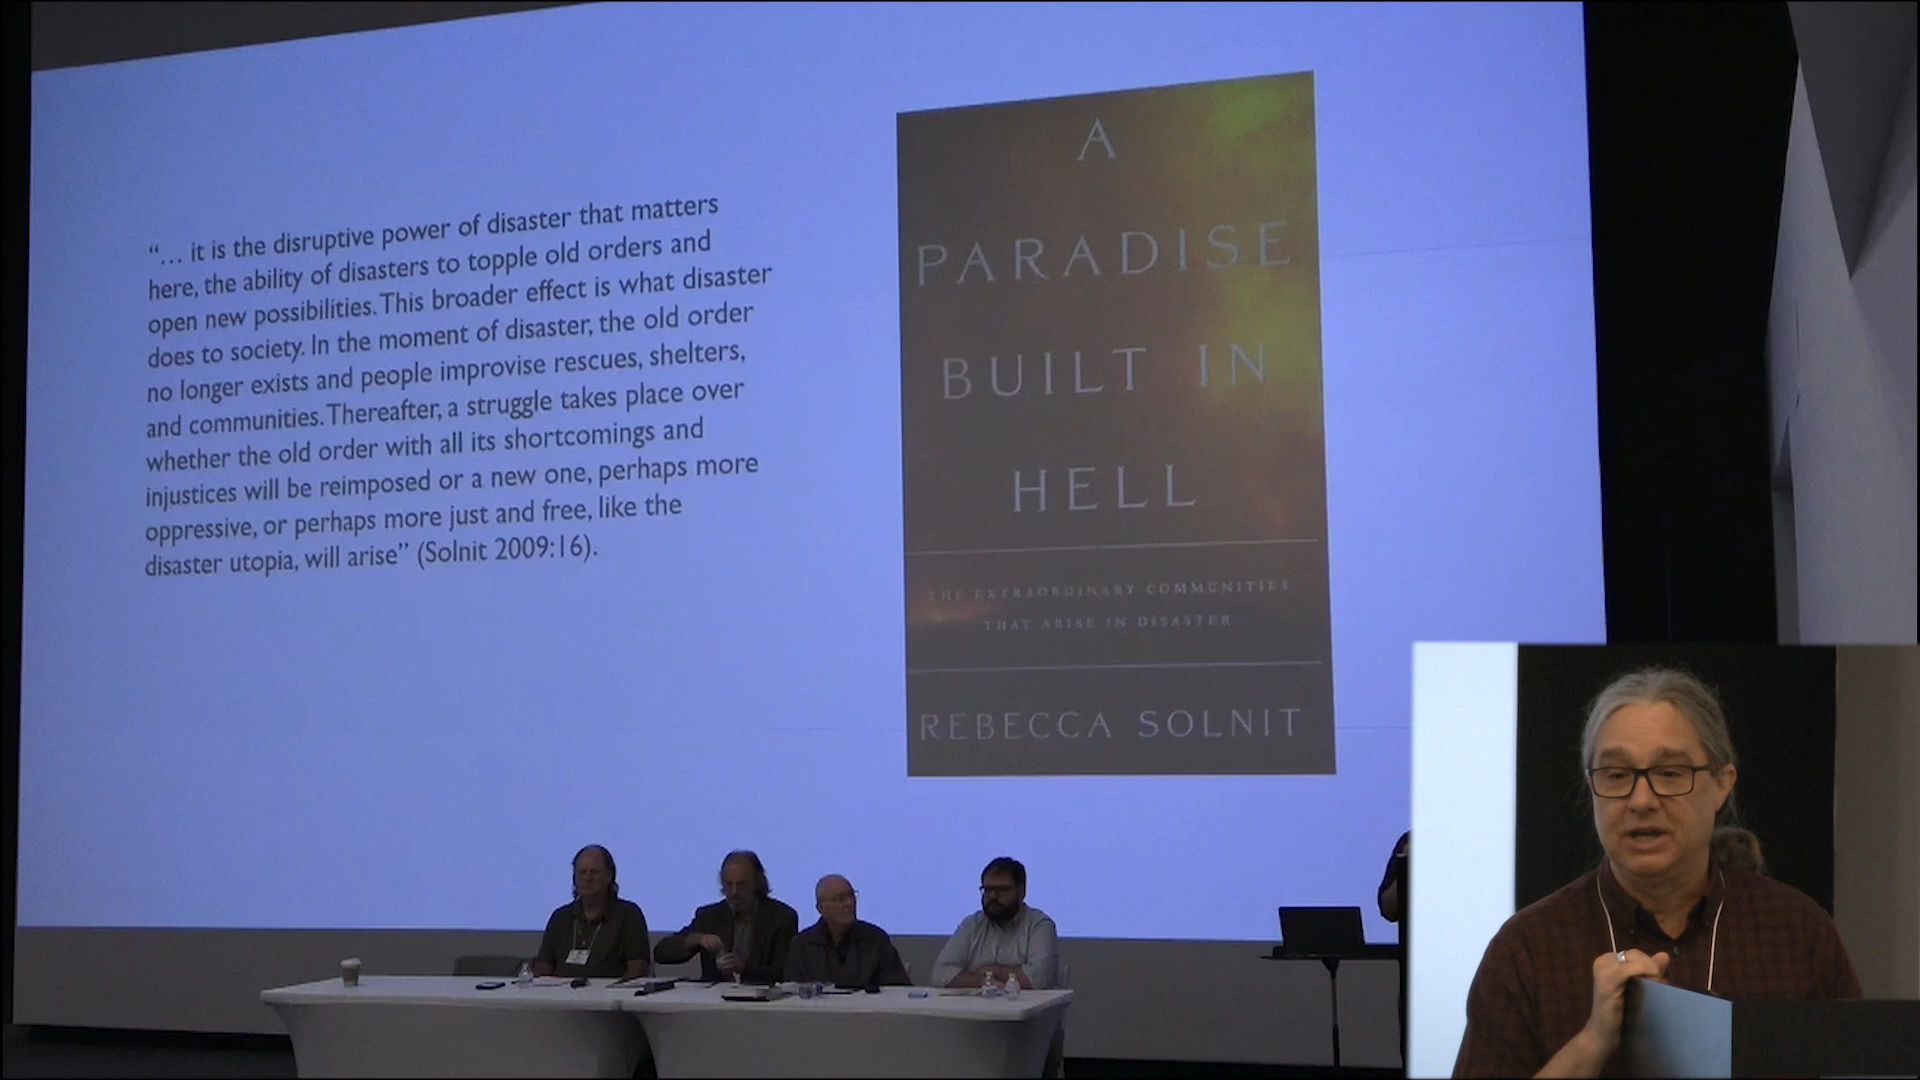 “… it is the disruptive power of disaster that matters
here, the ability of disasters to topple old orders and
open new possibilities. This broader effect is what disaster
does to society. In the moment of disaster, the old order
no longer exists and people improvise rescues, shelters,
and communities. Thereafter, a struggle takes place over
whether the old order with all its shortcomings and
injustices will be reimposed or a new one, perhaps more
oppressive, or perhaps more just and free, like the
disaster utopia, will arise” (Solnit 2009:16).
A
PARADISE
BUILT IN
HELL
THE EXTRAORDINARY COMMUNITIES
THAT ARISE IN DISASTER
REBECCA SOLNIT